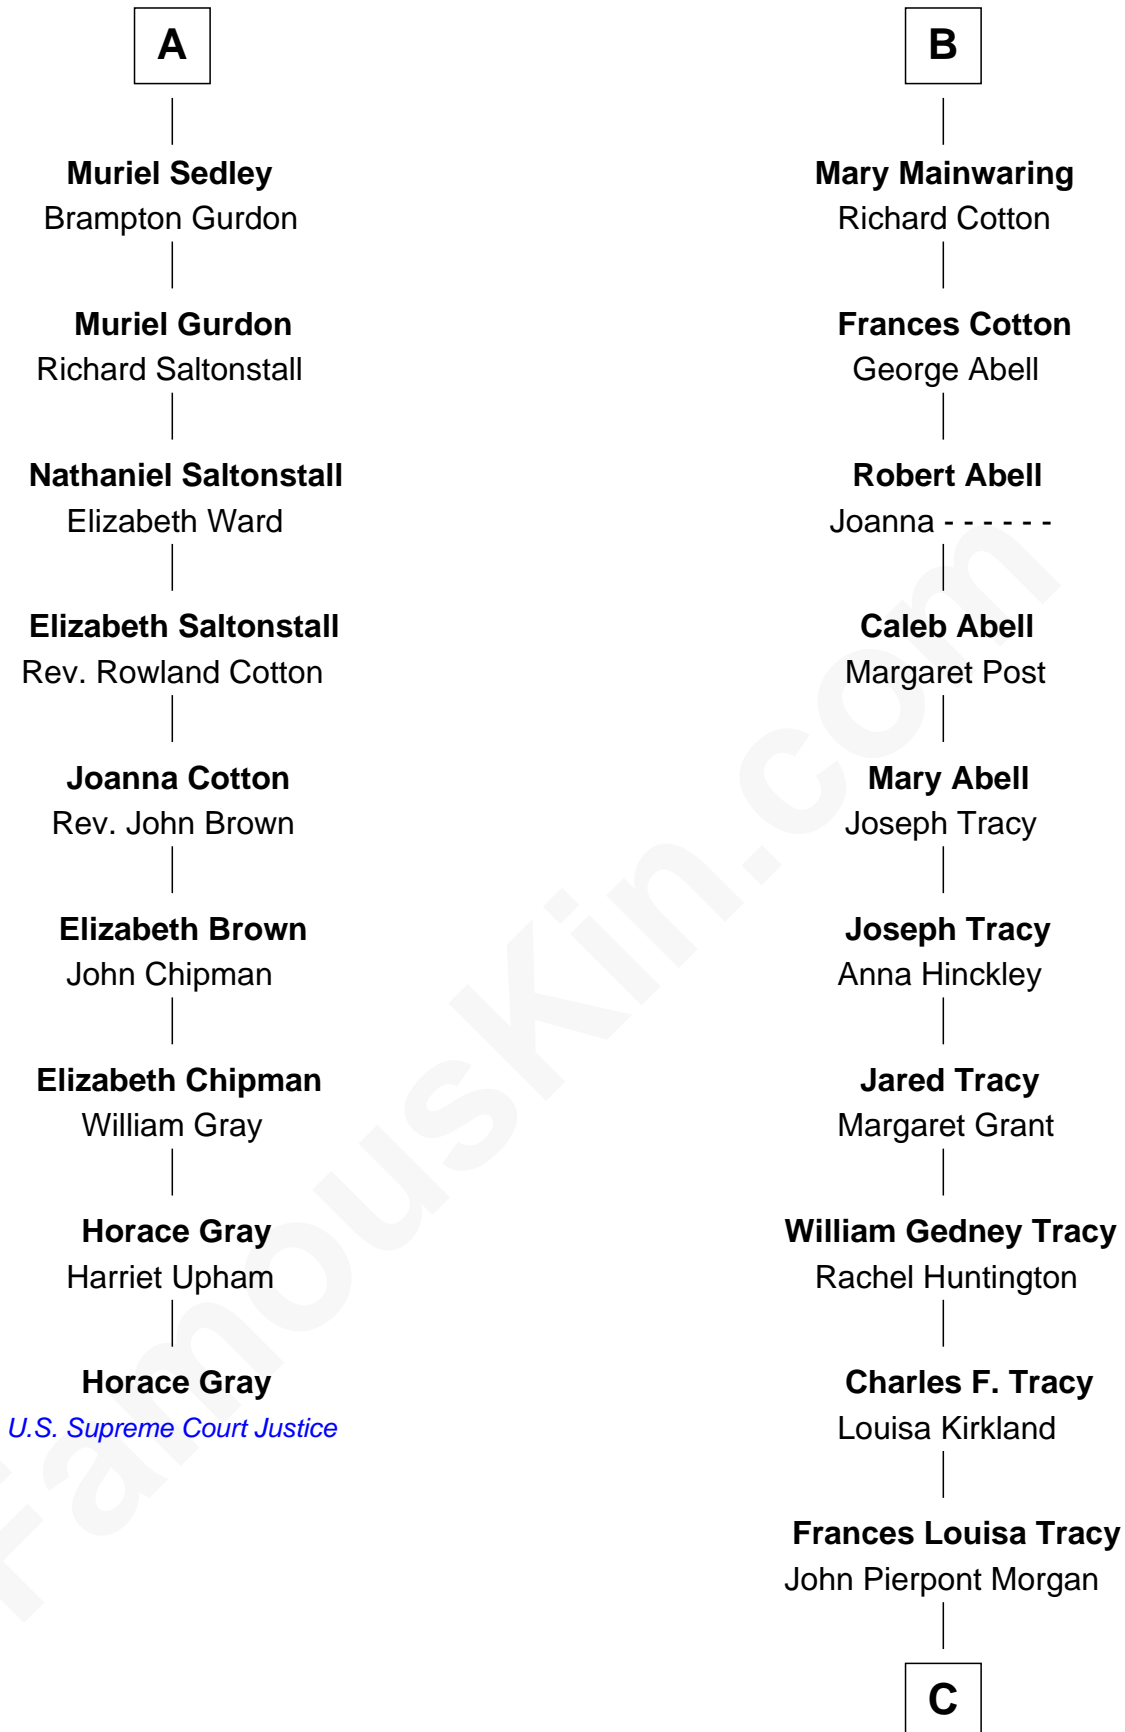 A
Muriel Sedley
Brampton Gurdon
Muriel Gurdon
Richard Saltonstall
Nathaniel Saltonstall
Elizabeth Ward
Elizabeth Saltonstall
Rev. Rowland Cotton
Joanna Cotton
Rev. John Brown
Elizabeth Brown
John Chipman
Elizabeth Chipman
William Gray
Horace Gray
Harriet Upham
Horace Gray
U.S. Supreme Court Justice
B
Mary Mainwaring
Richard Cotton
Frances Cotton
George Abell
Robert Abell
Joanna - - - - - -
Caleb Abell
Margaret Post
Mary Abell
Joseph Tracy
Joseph Tracy
Anna Hinckley
Jared Tracy
Margaret Grant
William Gedney Tracy
Rachel Huntington
Charles F. Tracy
Louisa Kirkland
Frances Louisa Tracy
John Pierpont Morgan
C
FamousKin.com